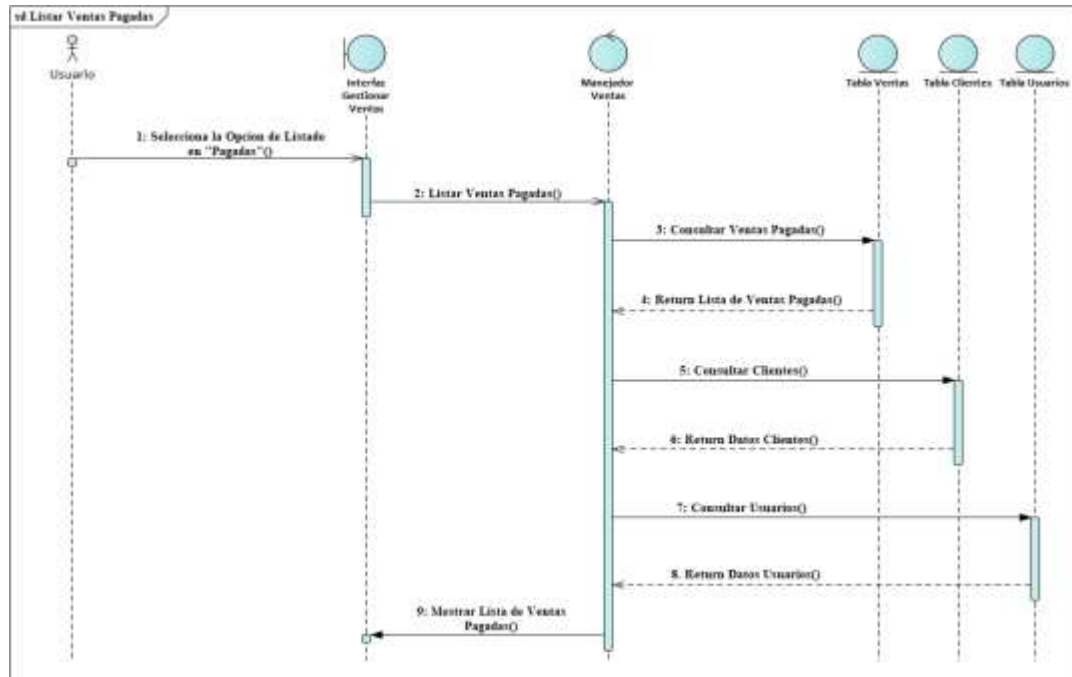 sd Listar Ventas Pagadas
Usuario
Interfaz
Gestionar
Ventas
Manejador
Ventas
Tabla Ventas
Tabla Clientes
Tabla Usuarios
1: Selecciona la Opcion de Listado
en "Pagadas"()
2: Listar Ventas Pagadas()
3: Consultar Ventas Pagadas()
4: Return Lista de Ventas Pagadas()
5: Consultar Clientes()
6: Return Datos Clientes()
7: Consultar Usuarios()
8. Return Datos Usuarios()
9: Mostrar Lista de Ventas
Pagadas()